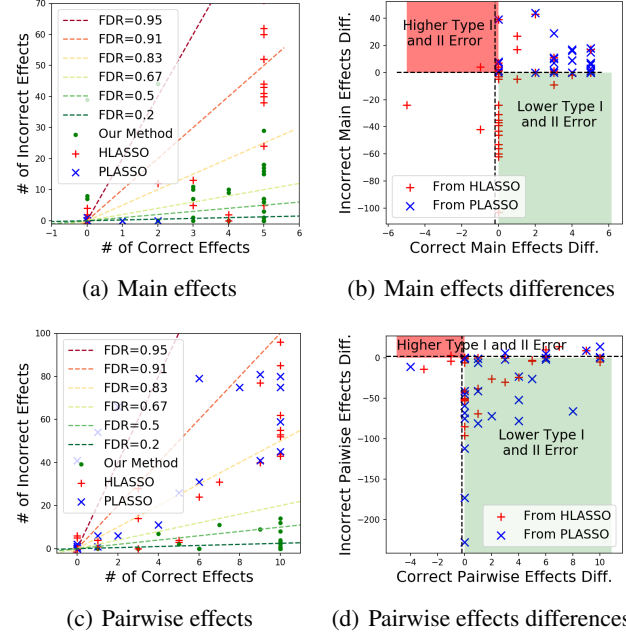 70
60
50
40
30
20
10
0
# of Incorrect Effects
FDR=0.95
FDR=0.91
FDR=0.83
FDR=0.67
FDR=0.5
FDR=0.2
Our Method
HLASSO
PLASSO
−1 0 1 2 3 4 5 6
# of Correct Effects
(a) Main effects
40
20
0
−20
−40
−60
−80
−100
Incorrect Main Effects Diff.
Higher Type I
and II Error
Lower Type I
and II Error
From HLASSO
From PLASSO
−6 −4 −2 0 2 4 6
Correct Main Effects Diff.
(b) Main effects differences
100
80
60
40
20
0
# of Incorrect Effects
FDR=0.95
FDR=0.91
FDR=0.83
FDR=0.67
FDR=0.5
FDR=0.2
Our Method
HLASSO
PLASSO
0 2 4 6 8 10
# of Correct Effects
(c) Pairwise effects
0
−50
−100
−150
−200
Incorrect Paiwise Effects Diff.
Higher Type I and II Error
Lower Type I
and II Error
From HLASSO
From PLASSO
−4 −2 0 2 4 6 8 10
Correct Pairwise Effects Diff.
(d) Pairwise effects differences